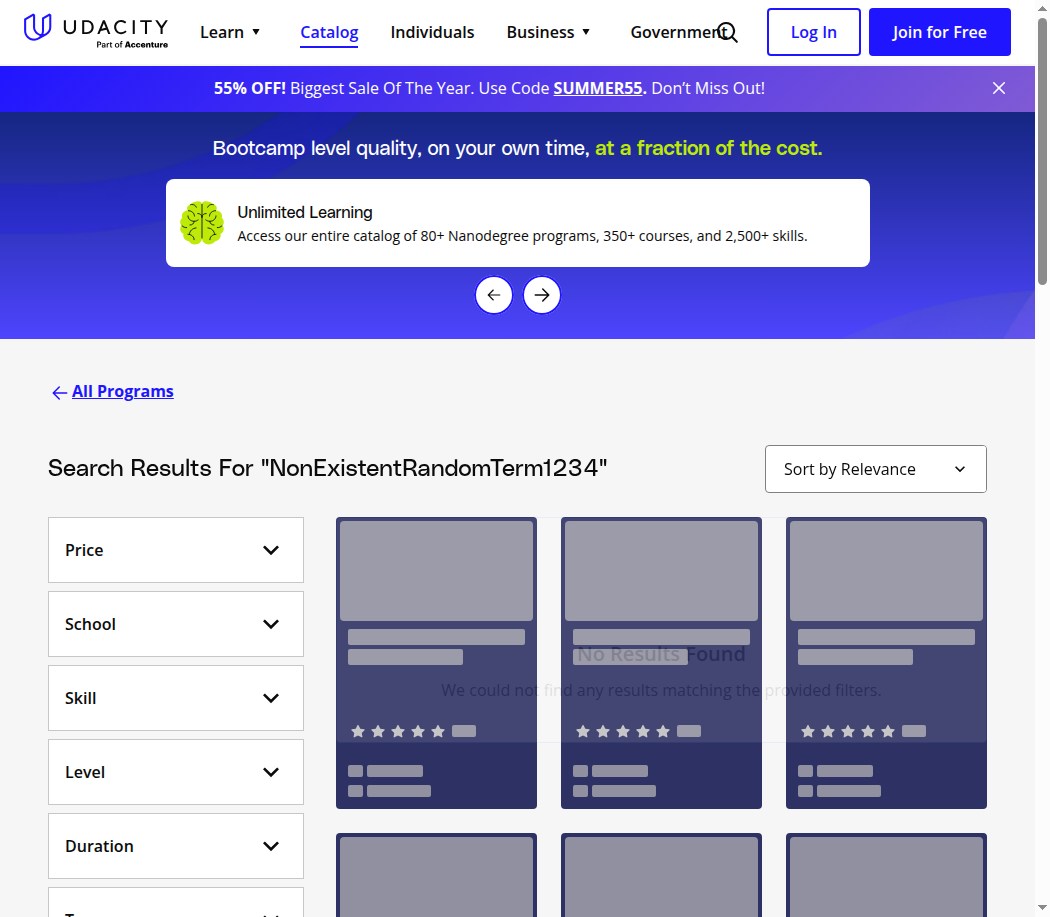 UDACITY
Part of Accenture
Learn
Catalog
Individuals
Business
Government
Log In
Join for Free
55% OFF! Biggest Sale Of The Year. Use Code SUMMER55. Don't Miss Out!
Bootcamp level quality, on your own time, at a fraction of the cost.
Unlimited Learning
Access our entire catalog of 80+ Nanodegree programs, 350+ courses, and 2,500+ skills.
All Programs
Search Results For "NonExistentRandomTerm1234"
Sort by Relevance
Price
School
Skill
Level
Duration
No Results Found
We could not find any results matching the provided filters.